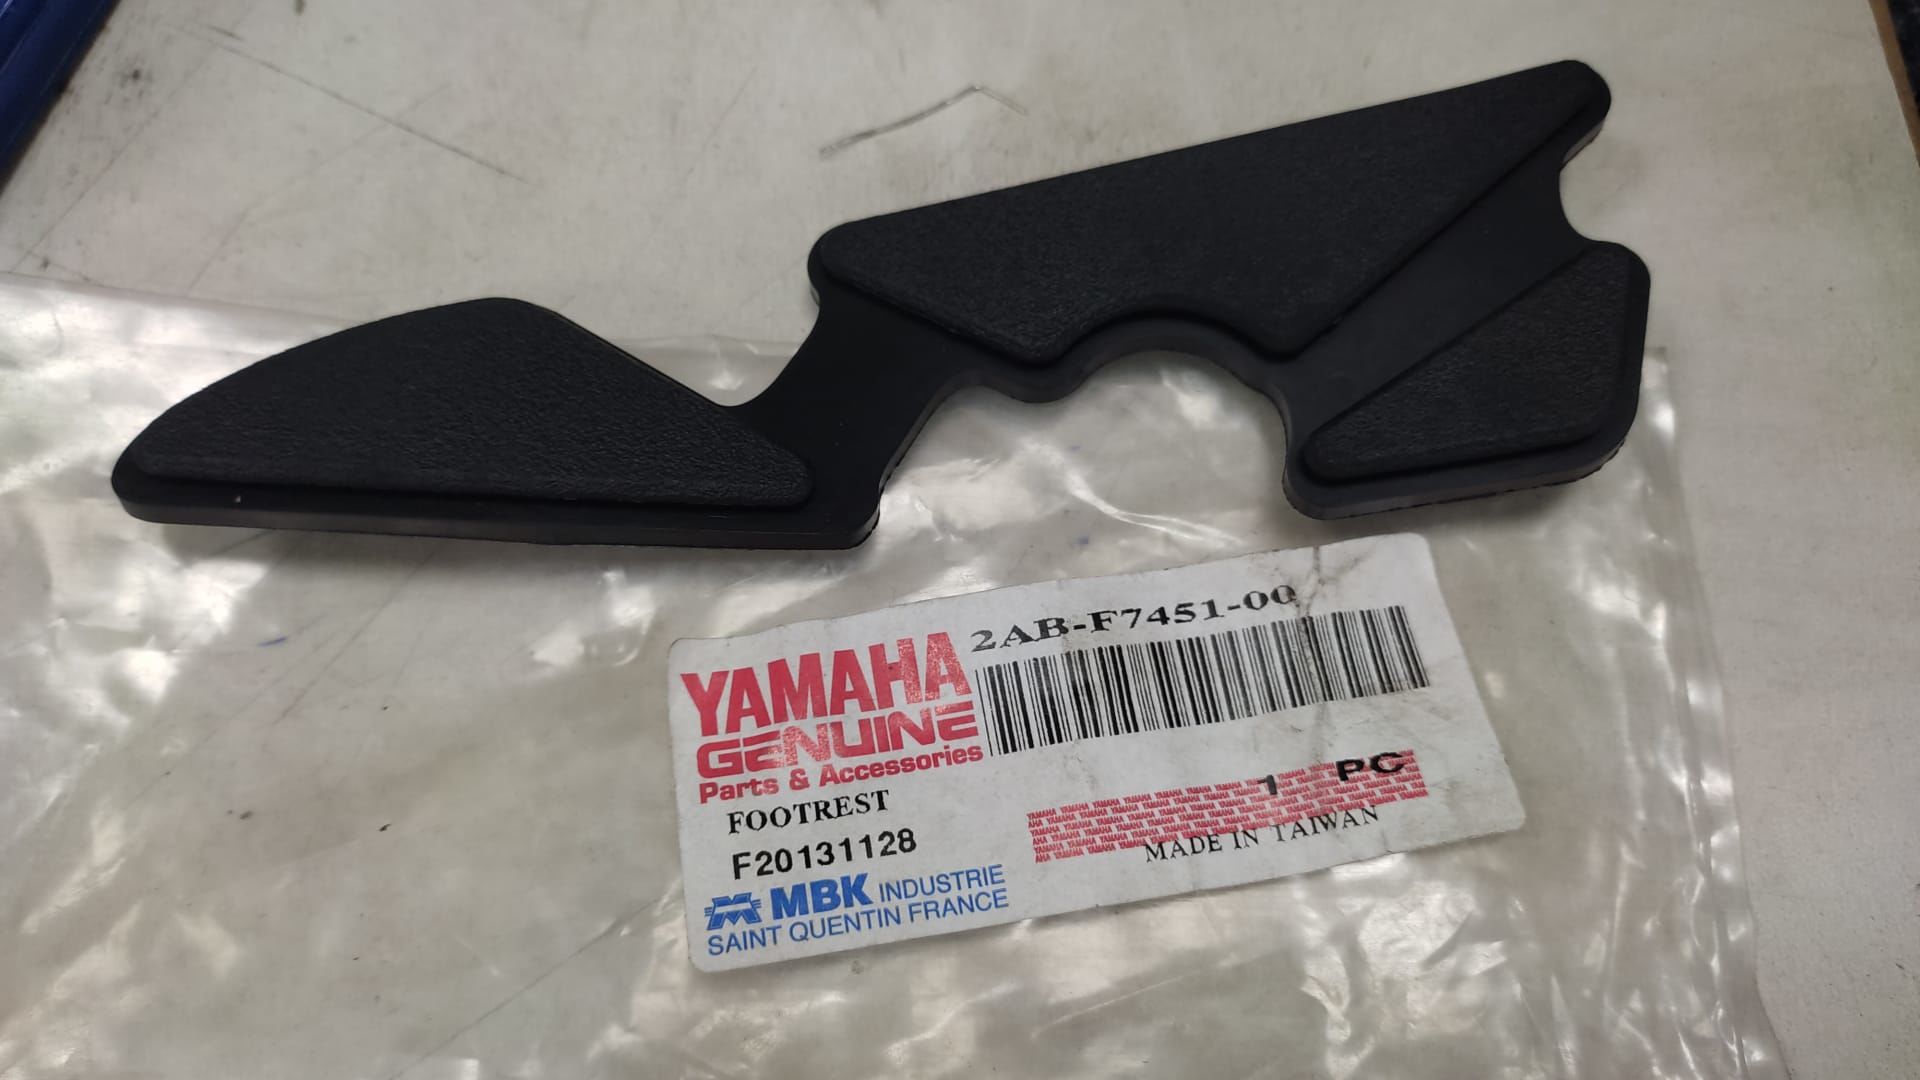 2AB-F7451-00
YAMAHA
GENUINE
Parts & Accessories
FOOTREST
1 PC
F20131128
MADE IN TAIWAN
MBK INDUSTRIE
SAINT QUENTIN FRANCE